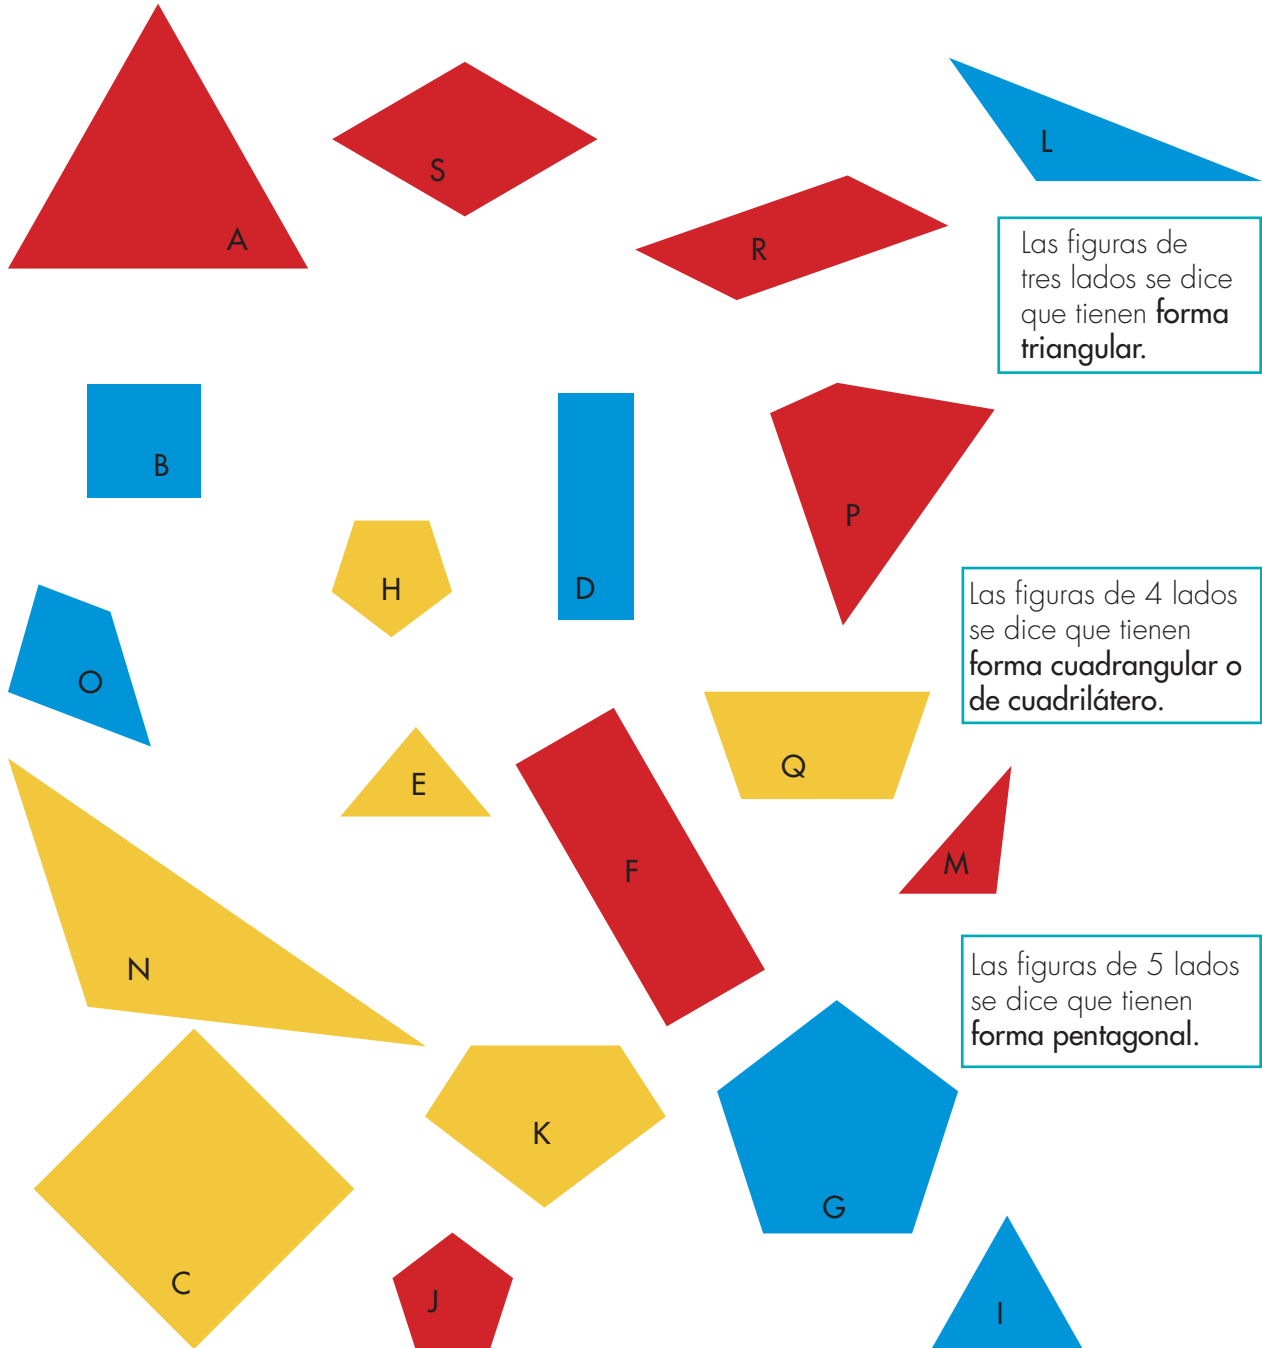 A
S
L
R
Las figuras de
tres lados se dice
que tienen forma
triangular.
B
D
P
H
O
Las figuras de 4 lados
se dice que tienen
forma cuadrangular o
de cuadrilátero.
E
Q
F
M
N
Las figuras de 5 lados
se dice que tienen
forma pentagonal.
K
G
C
J
I